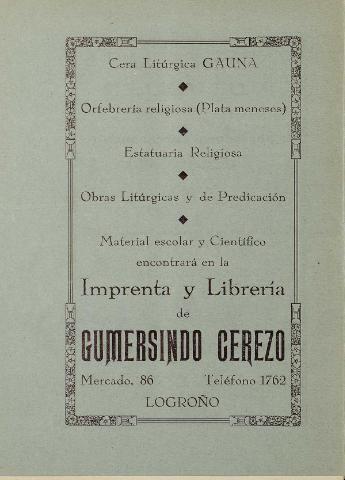 Cera Litúrgica GAUNA
Orfebrería religiosa (Plata meneses)
Estatuaria Religiosa
Obras Litúrgicas y de Predicación
Material escolar y Científico
encontrará en la
Imprenta y Librería
de
GUMERSINDO CEREZO
Mercado, 86 Teléfono 1762
LOGROÑO